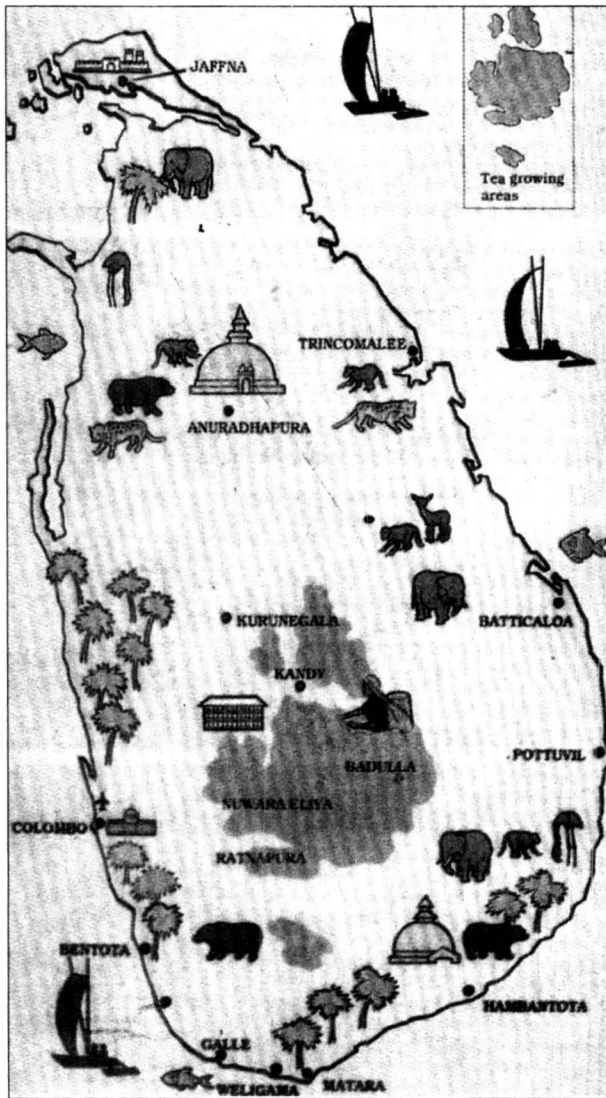 JAFFNA
Tea growing
areas
TRINCOMALEE
ANURADHAPURA
KURUNEGALA
BATTICALOA
KANDY
POTTUVIL
BADULLA
NUWARA ELIYA
COLOMBO
RATNAPURA
BENTOTA
HAMBANTOTA
GALLE
WELIGAMA
MATARA